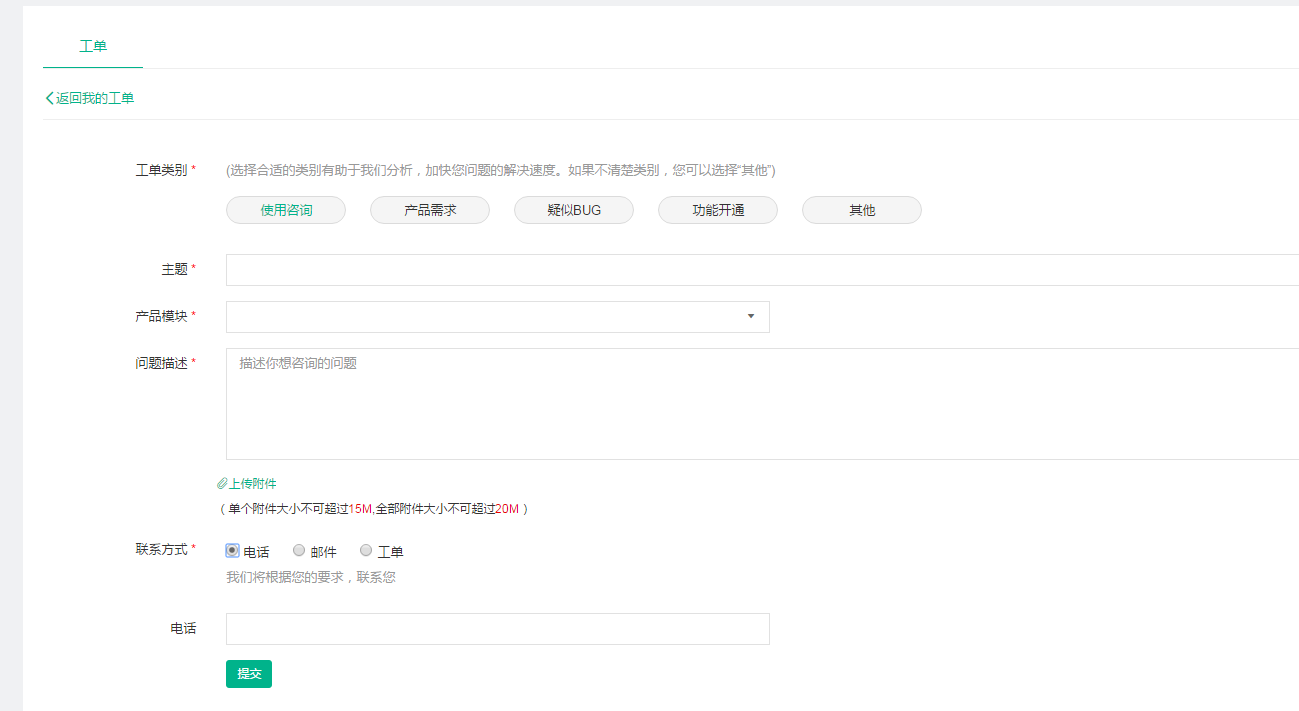 工单
返回我的工单
工单类别 * (选择合适的类别有助于我们分析，加快您问题的解决速度。如果不清楚类别，您可以选择“其他”)
使用咨询 产品需求 疑似BUG 功能开通 其他
主题 *
产品模块 *
问题描述 * 描述你想咨询的问题
上传附件
（ 单个附件大小不可超过15M,全部附件大小不可超过20M ）
联系方式 * 电话 邮件 工单
我们将根据您的要求，联系您
电话
提交